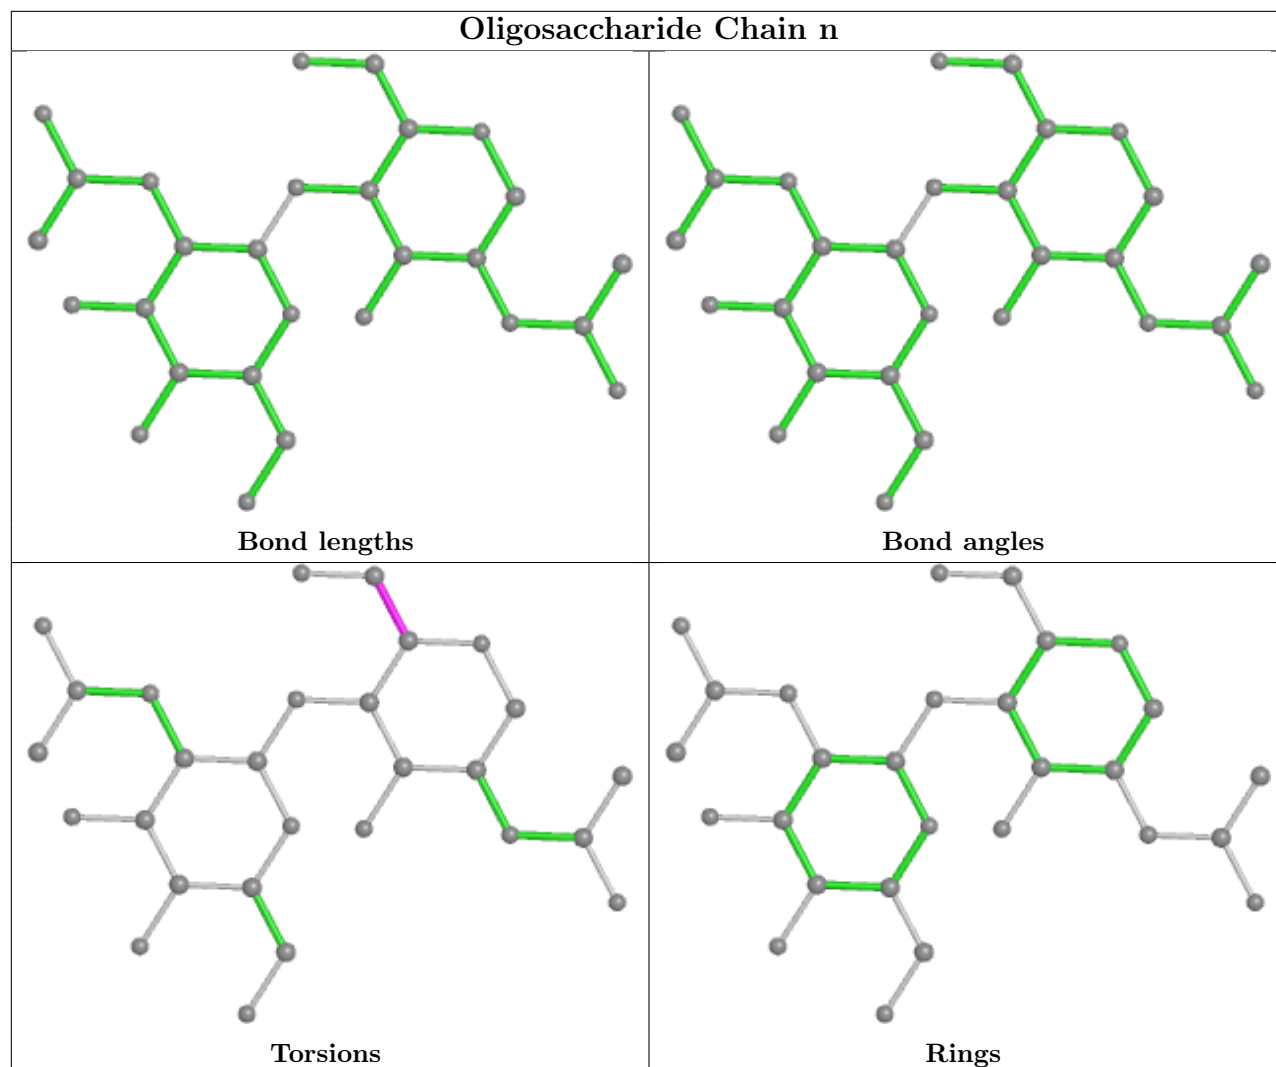 Oligosaccharide Chain n
Bond lengths
Bond angles
Torsions
Rings